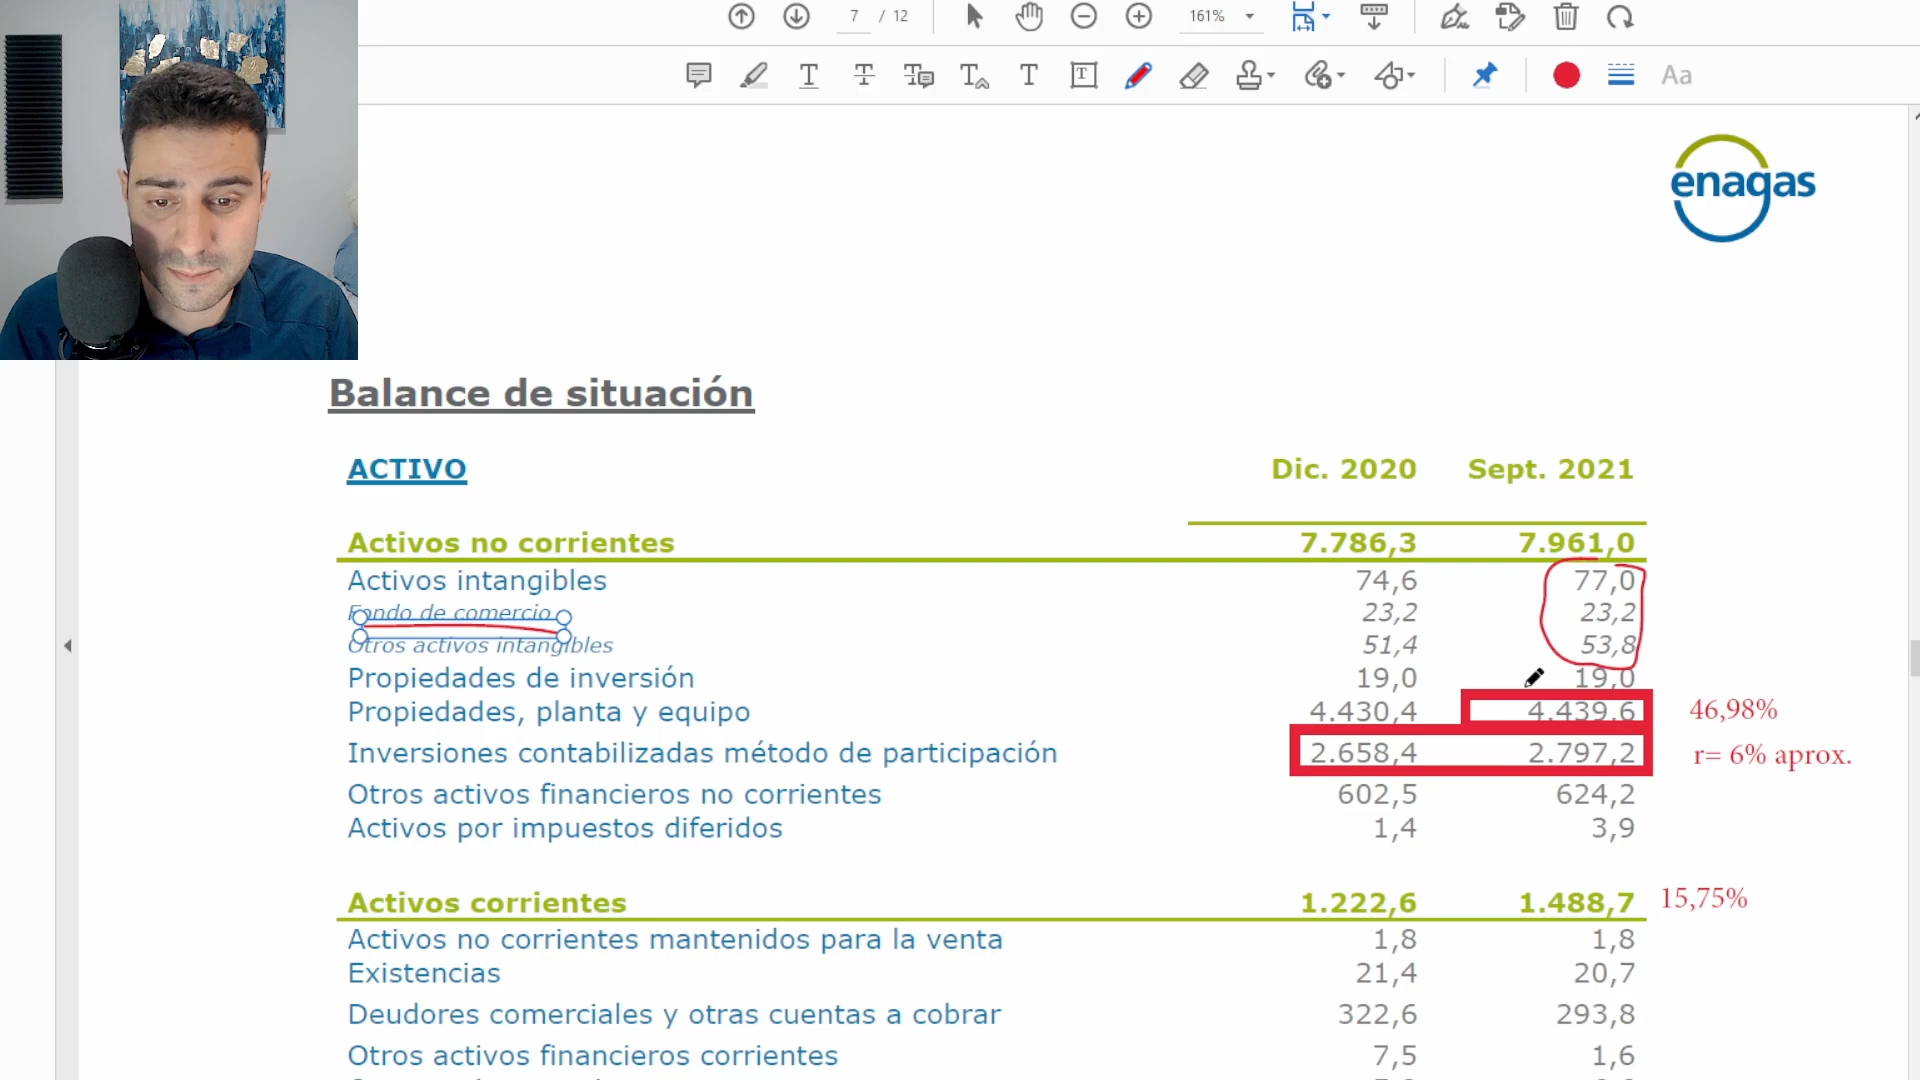 7 / 12
161%
T T T T T T Aa
enagas
Balance de situación
ACTIVO Dic. 2020 Sept. 2021
Activos no corrientes 7.786,3 7.961,0
Activos intangibles 74,6 77,0
Fondo de comercio 23,2 23,2
Otros activos intangibles 51,4 53,8
Propiedades de inversión 19,0 19,0
Propiedades, planta y equipo 4.430,4 4.439,6 46,98%
Inversiones contabilizadas método de participación 2.658,4 2.797,2 r= 6% aprox.
Otros activos financieros no corrientes 602,5 624,2
Activos por impuestos diferidos 1,4 3,9
Activos corrientes 1.222,6 1.488,7 15,75%
Activos no corrientes mantenidos para la venta 1,8 1,8
Existencias 21,4 20,7
Deudores comerciales y otras cuentas a cobrar 322,6 293,8
Otros activos financieros corrientes 7,5 1,6